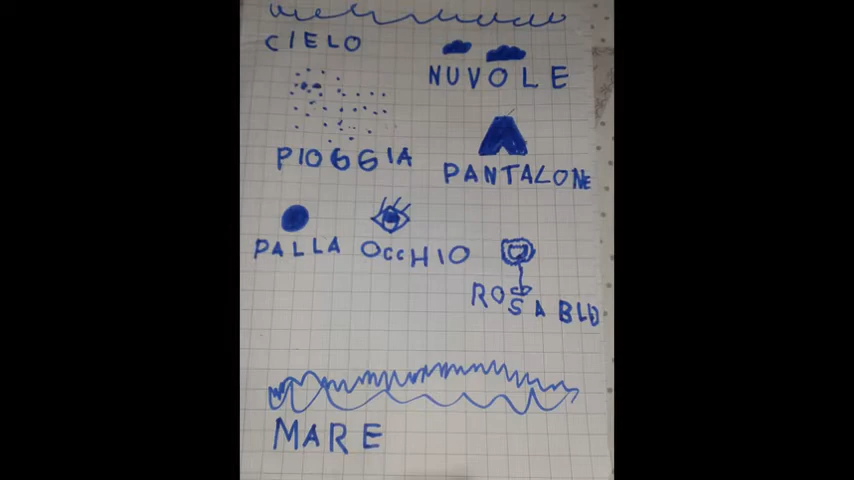 CIELO
NUVOLE
PIOGGIA
PANTALONE
PALLA
OCCHIO
ROSA BLU
MARE